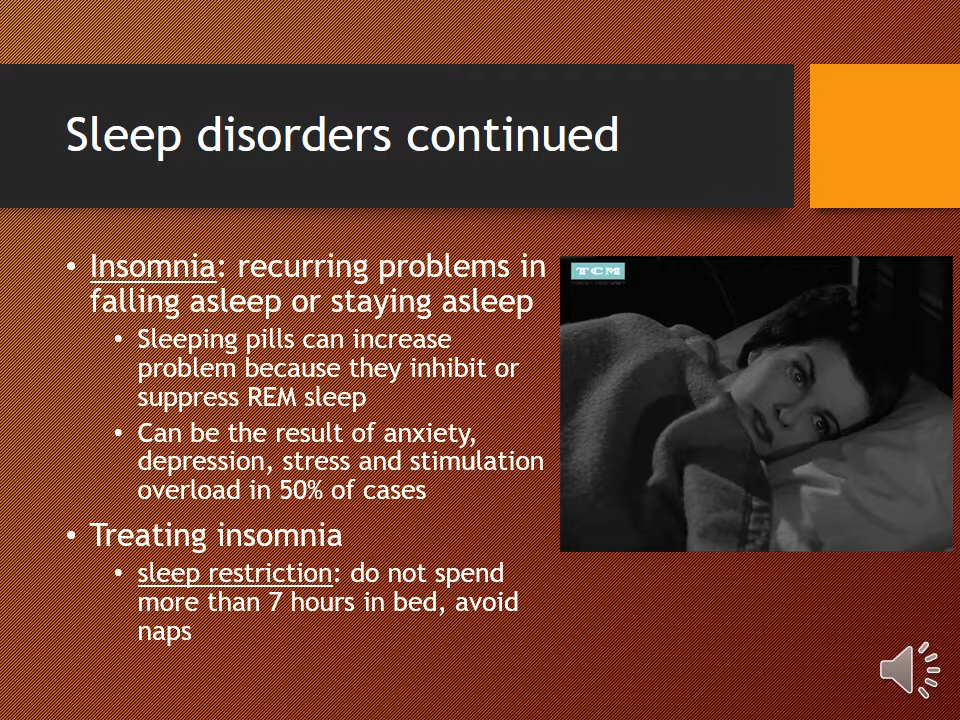 Sleep disorders continued
• Insomnia: recurring problems in
falling asleep or staying asleep
• Sleeping pills can increase
problem because they inhibit or
suppress REM sleep
• Can be the result of anxiety,
depression, stress and stimulation
overload in 50% of cases
• Treating insomnia
• sleep restriction: do not spend
more than 7 hours in bed, avoid
naps
TCM